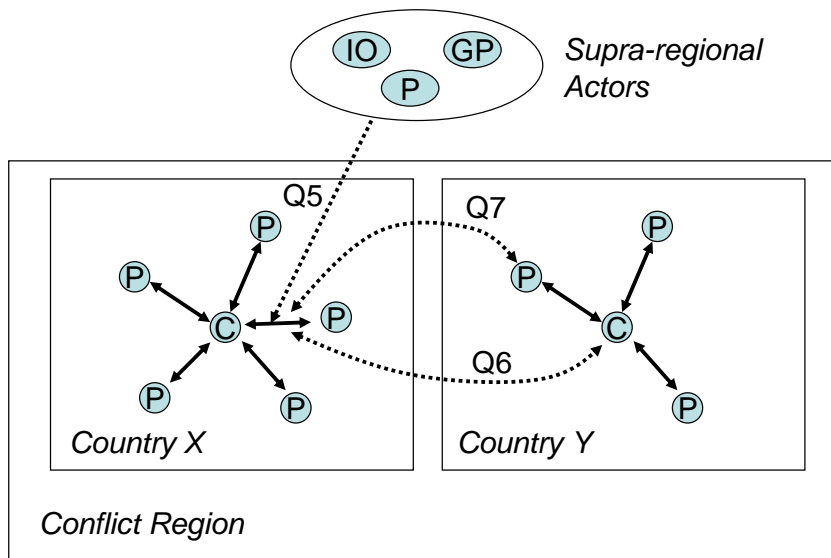 IO
GP
P
Supra-regional
Actors
Q5
Q7
P
P
P
P
C
P
P
C
Q6
P
P
P
Country X
Country Y
Conflict Region